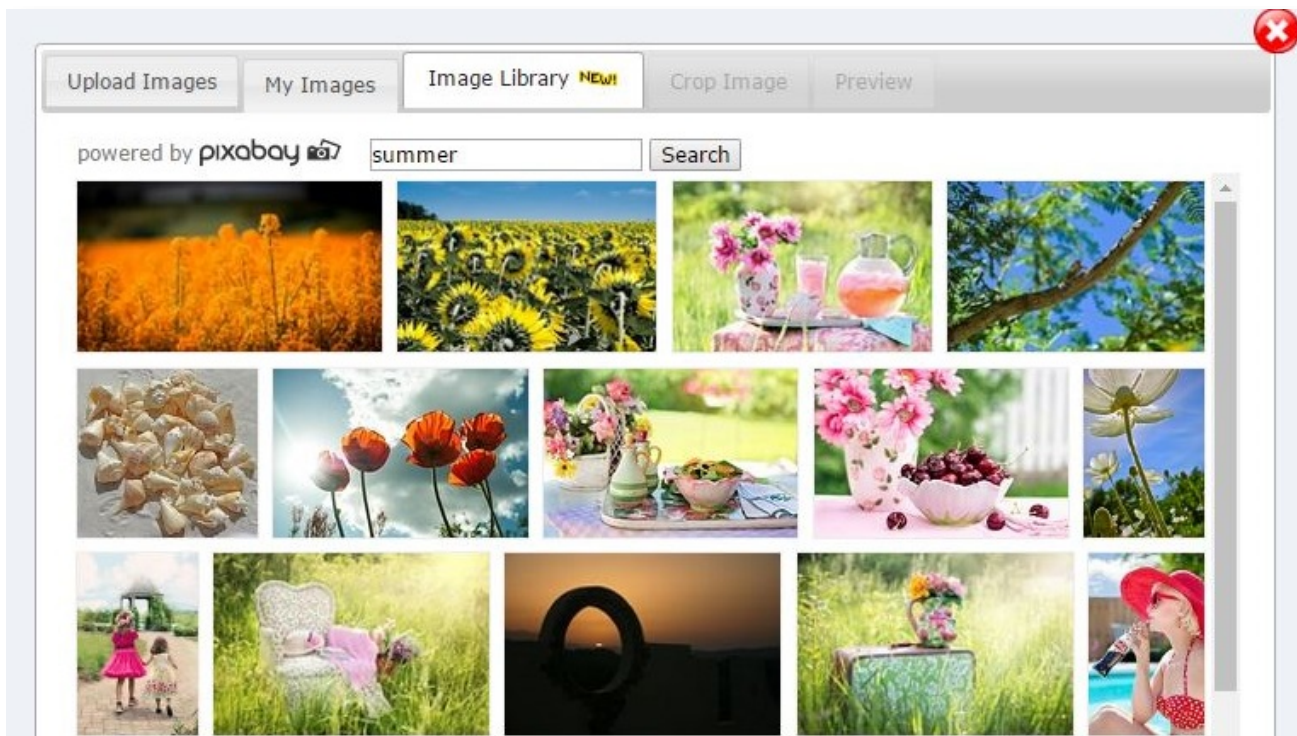 Upload Images
My Images
Image Library NEW!
Crop Image
Preview
powered by pixabay
summer
Search